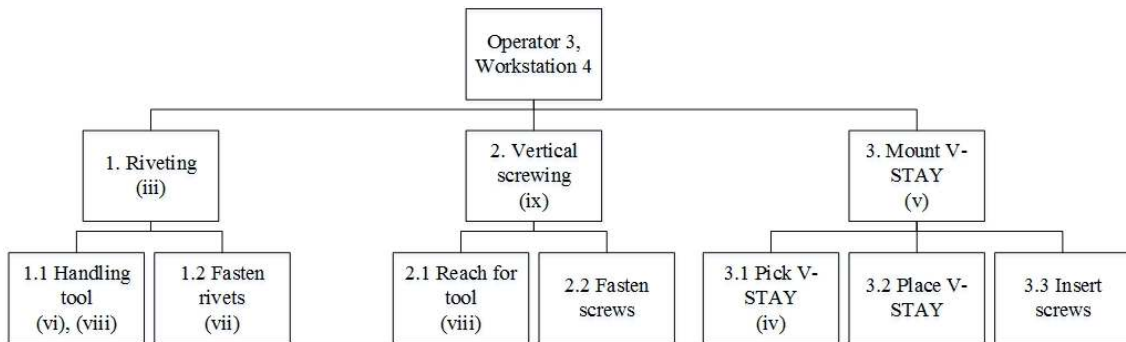 Operator 3,
Workstation 4
1. Riveting
(iii)
2. Vertical
screwing
(ix)
3. Mount V-
STAY
(v)
1.1 Handling
tool
(vi), (viii)
1.2 Fasten
rivets
(vii)
2.1 Reach for
tool
(viii)
2.2 Fasten
screws
3.1 Pick V-
STAY
(iv)
3.2 Place V-
STAY
3.3 Insert
screws